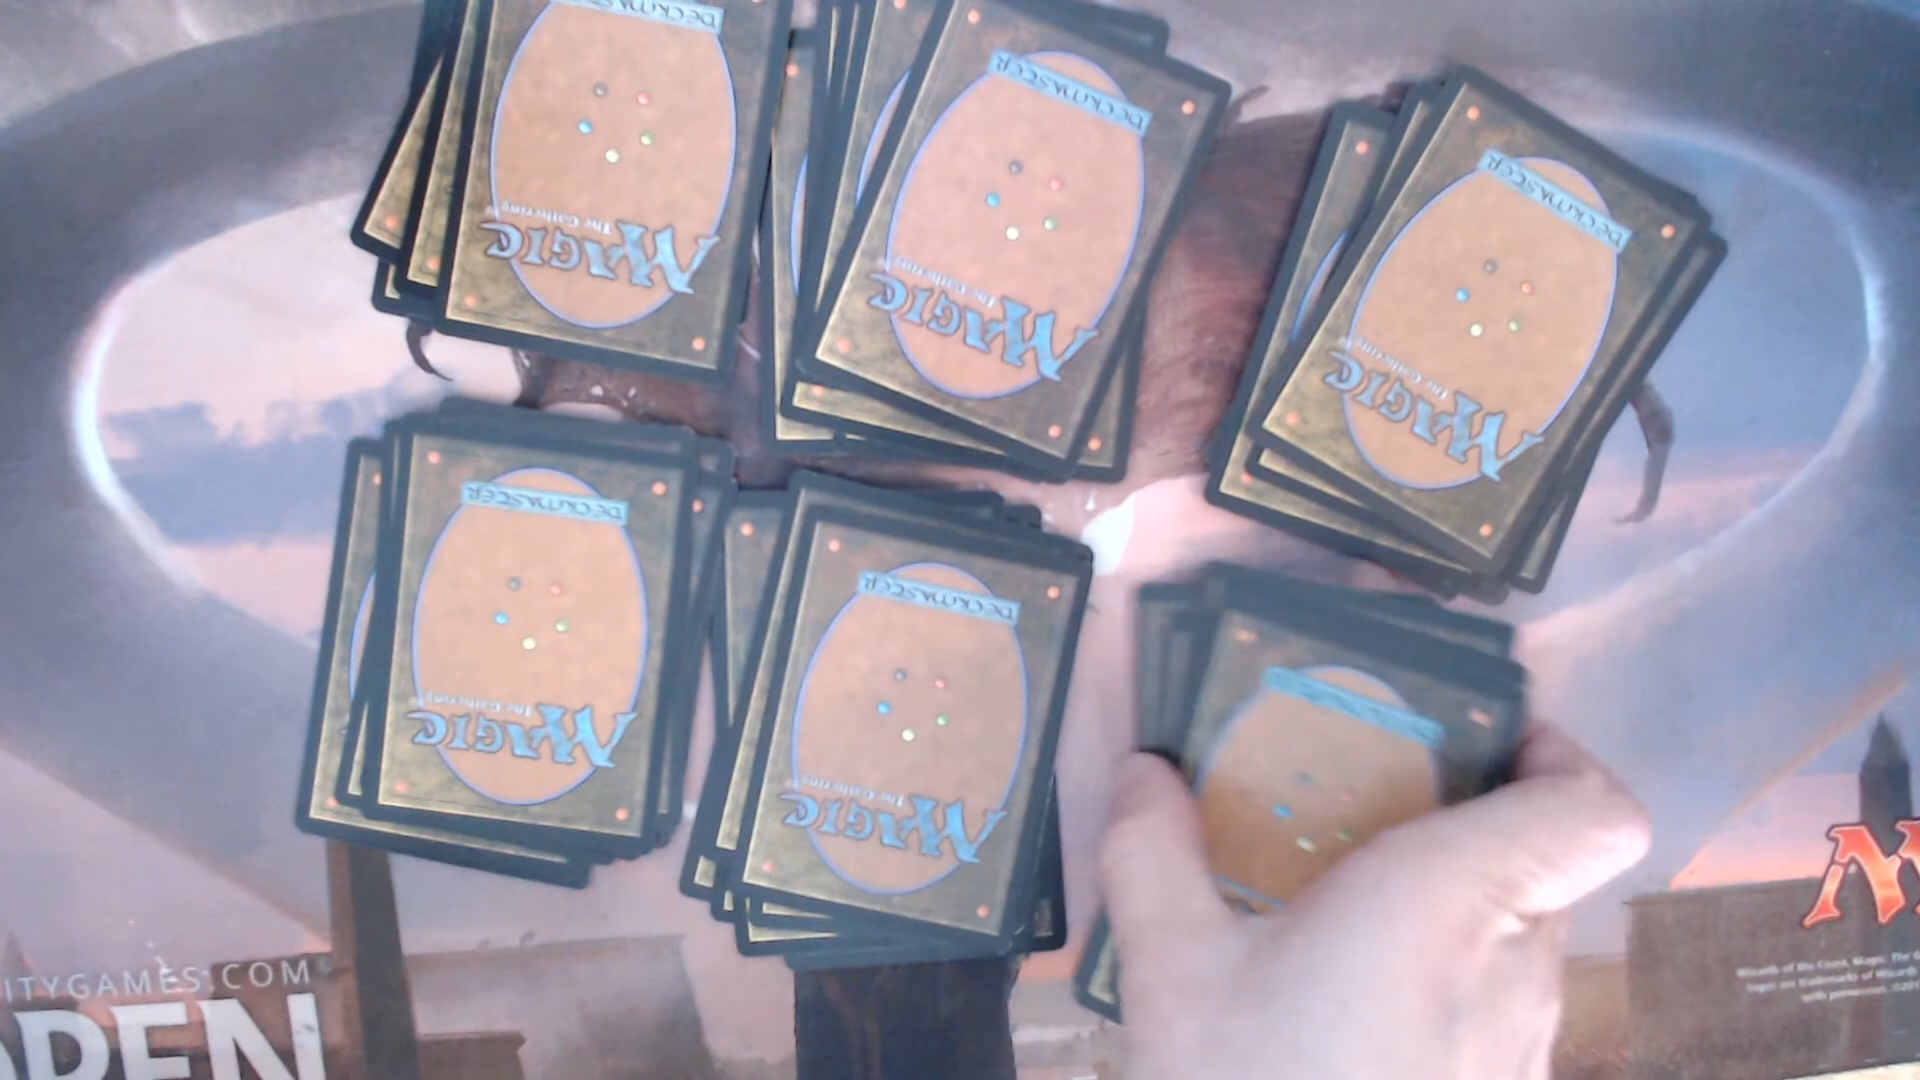 DECKMASTER
The Gathering
MAGIC
DECKMASTER
The Gathering
MAGIC
DECKMASTER
The Gathering
MAGIC
DECKMASTER
The Gathering
MAGIC
DECKMASTER
The Gathering
MAGIC
ITYGAMES.COM
OPEN
M